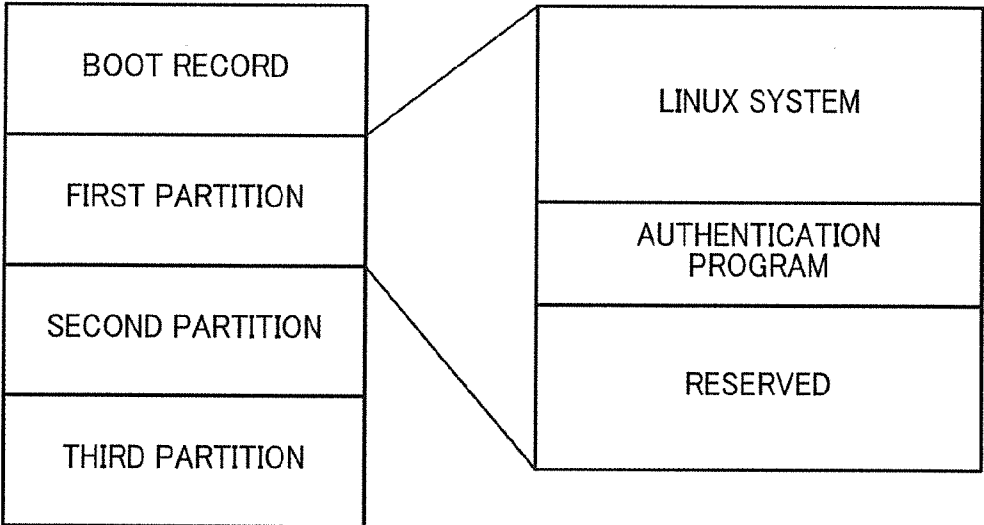 BOOT RECORD
FIRST PARTITION
SECOND PARTITION
THIRD PARTITION
LINUX SYSTEM
AUTHENTICATION
PROGRAM
RESERVED